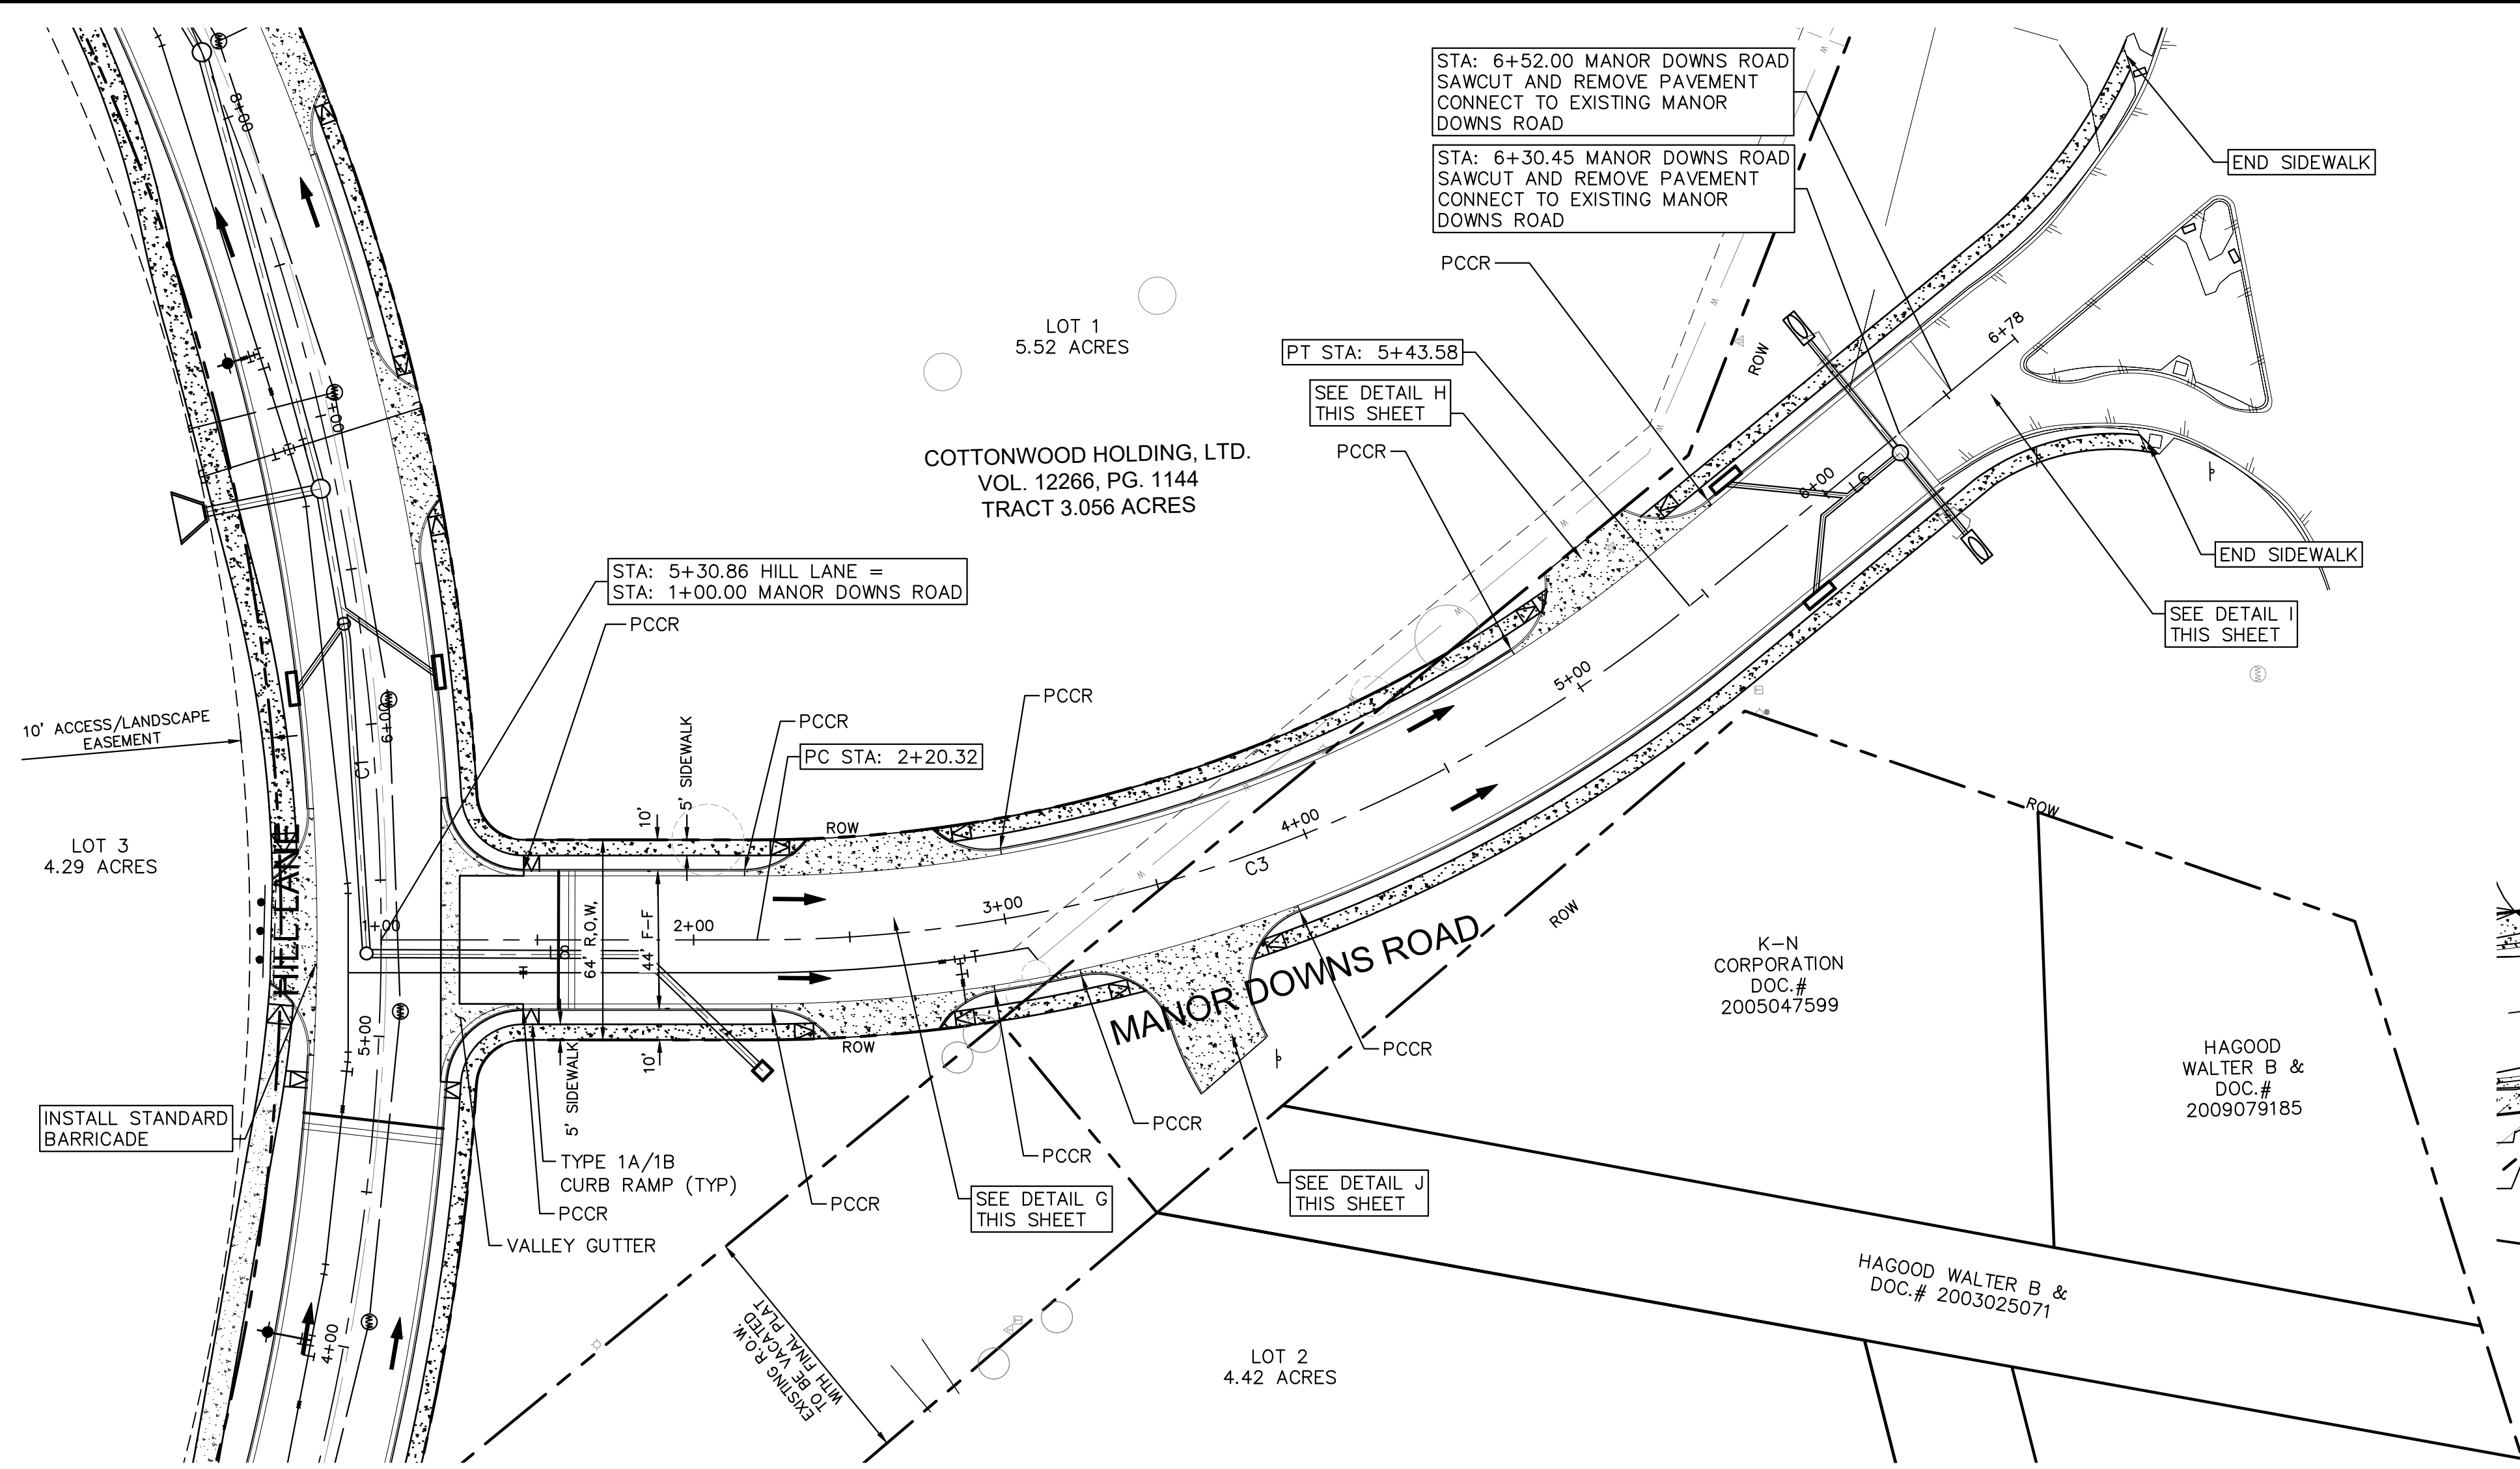 STA: 6+52.00 MANOR DOWNS ROAD
SAWCUT AND REMOVE PAVEMENT
CONNECT TO EXISTING MANOR
DOWNS ROAD
STA: 6+30.45 MANOR DOWNS ROAD
SAWCUT AND REMOVE PAVEMENT
CONNECT TO EXISTING MANOR
DOWNS ROAD
END SIDEWALK
PCCR
8+00
LOT 1
5.52 ACRES
PT STA: 5+43.58
6+78
ROW
SEE DETAIL H
THIS SHEET
PCCR
7+00
COTTONWOOD HOLDING, LTD.
VOL. 12266, PG. 1144
TRACT 3.056 ACRES
6+00
L6
END SIDEWALK
STA: 5+30.86 HILL LANE =
STA: 1+00.00 MANOR DOWNS ROAD
PCCR
SEE DETAIL I
THIS SHEET
5+00
PCCR
10' ACCESS/LANDSCAPE
EASEMENT
6+00
C1
PCCR
PC STA: 2+20.32
5' SIDEWALK
10'
ROW
4+00
C3
ROW
LOT 3
4.29 ACRES
HILL LANE
1+00
2+00
3+00
64' R.O.W.
44' F-F
MANOR DOWNS ROAD
ROW
K-N
CORPORATION
DOC.#
2005047599
5+00
ROW
10'
5' SIDEWALK
PCCR
HAGOOD
WALTER B &
DOC.#
2009079185
INSTALL STANDARD
BARRICADE
PCCR
PCCR
TYPE 1A/1B
CURB RAMP (TYP)
PCCR
PCCR
SEE DETAIL G
THIS SHEET
SEE DETAIL J
THIS SHEET
VALLEY GUTTER
HAGOOD WALTER B &
DOC.# 2003025071
4+00
EXISTING R.O.W.
TO BE VACATED
WITH FINAL PLAT
LOT 2
4.42 ACRES